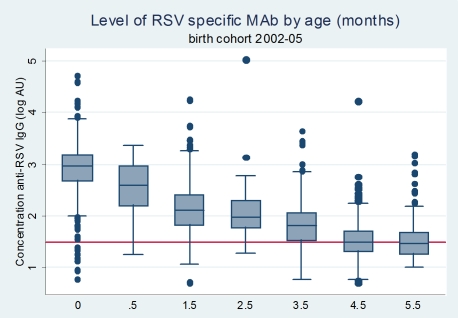 Level of RSV specific MAb by age (months)
birth cohort 2002-05
Concentration anti-RSV IgG (log AU)
5
4
3
2
1
0 .5 1.5 2.5 3.5 4.5 5.5